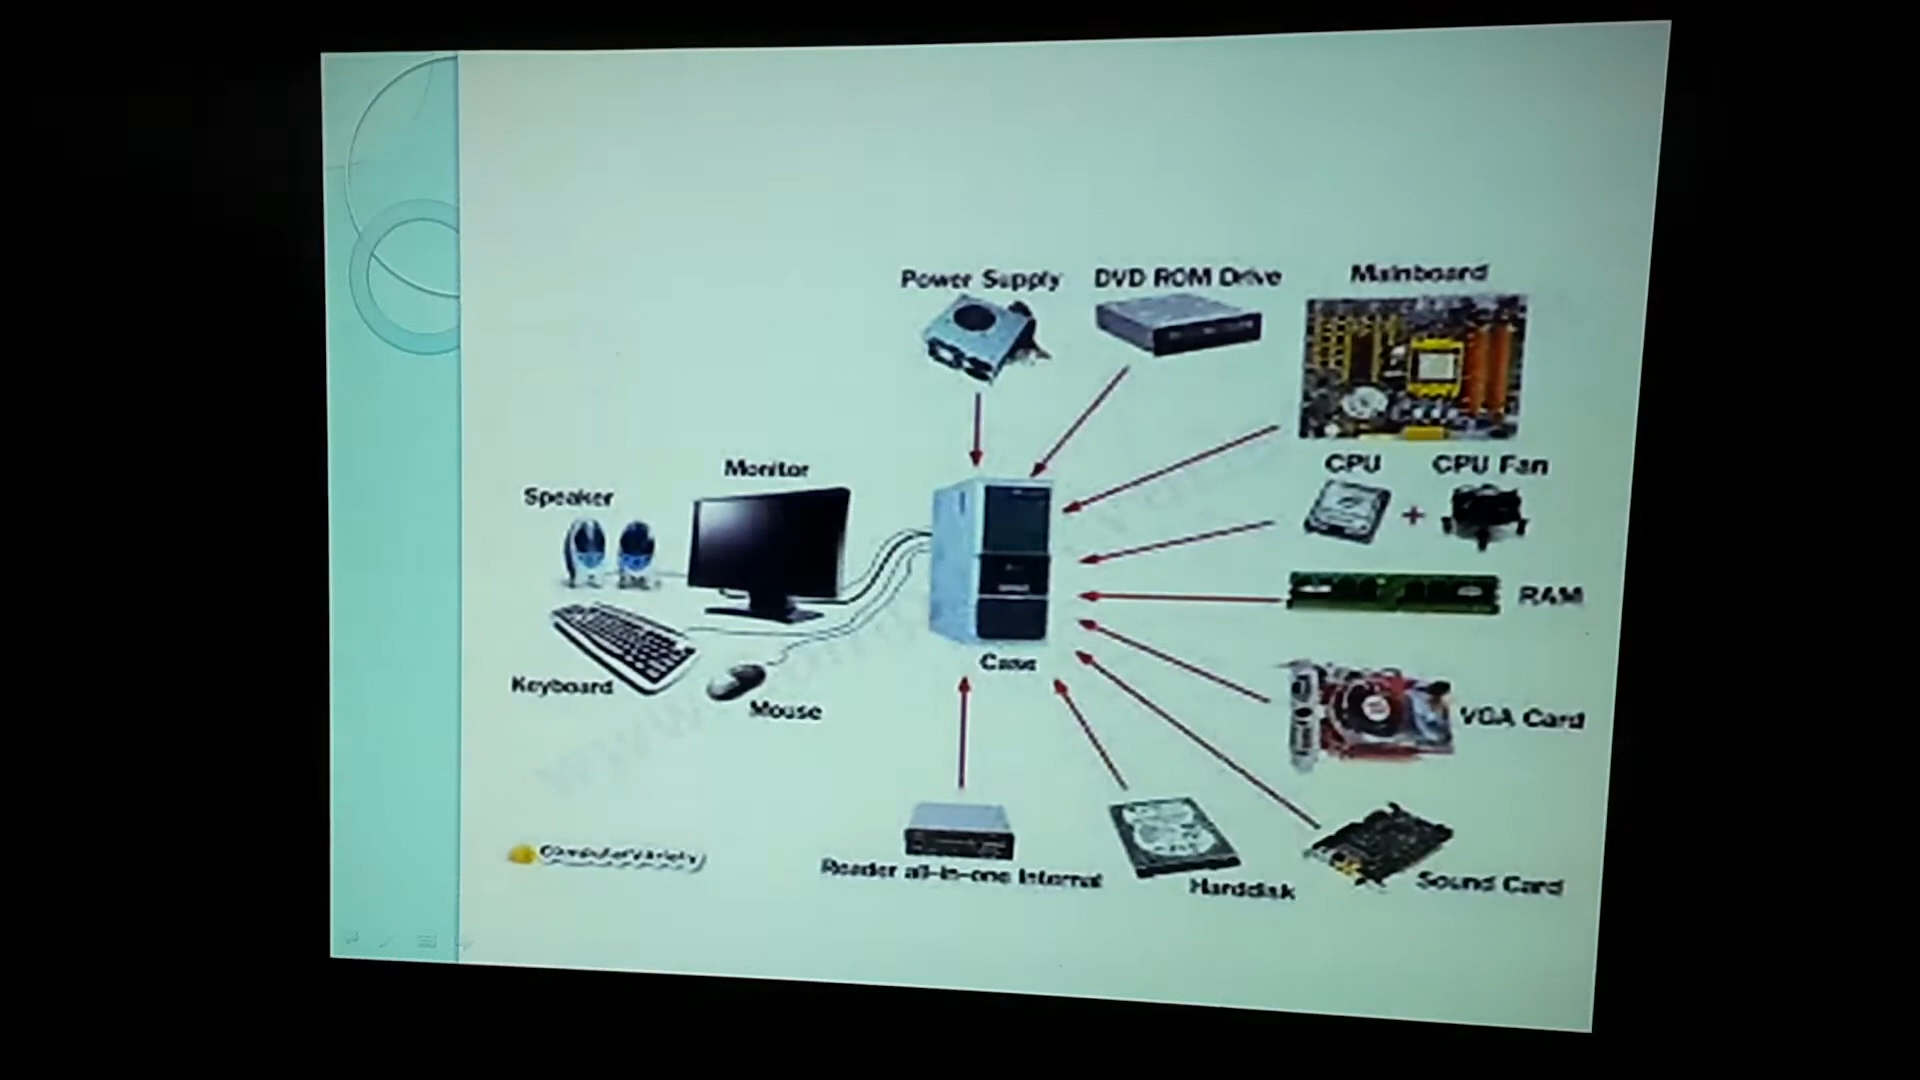 Power Supply
DVD ROM Drive
Mainboard
CPU
CPU Fan
Monitor
Speaker
+
RAM
Case
Keyboard
Mouse
VGA Card
ComputerVariety
Reader all-in-one Internal
Harddisk
Sound Card